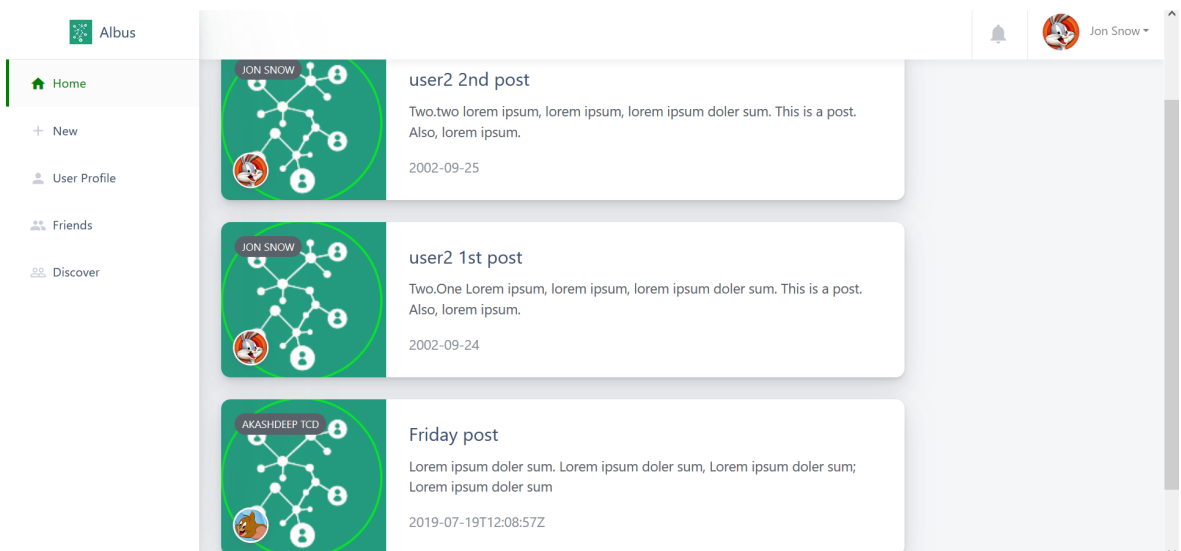 Albus
Jon Snow
Home
New
User Profile
Friends
Discover
JON SNOW
user2 2nd post
Two.two lorem ipsum, lorem ipsum, lorem ipsum doler sum. This is a post.
Also, lorem ipsum.
2002-09-25
JON SNOW
user2 1st post
Two.One Lorem ipsum, lorem ipsum, lorem ipsum doler sum. This is a post.
Also, lorem ipsum.
2002-09-24
AKASHDEEP TCD
Friday post
Lorem ipsum doler sum. Lorem ipsum doler sum, Lorem ipsum doler sum;
Lorem ipsum doler sum
2019-07-19T12:08:57Z